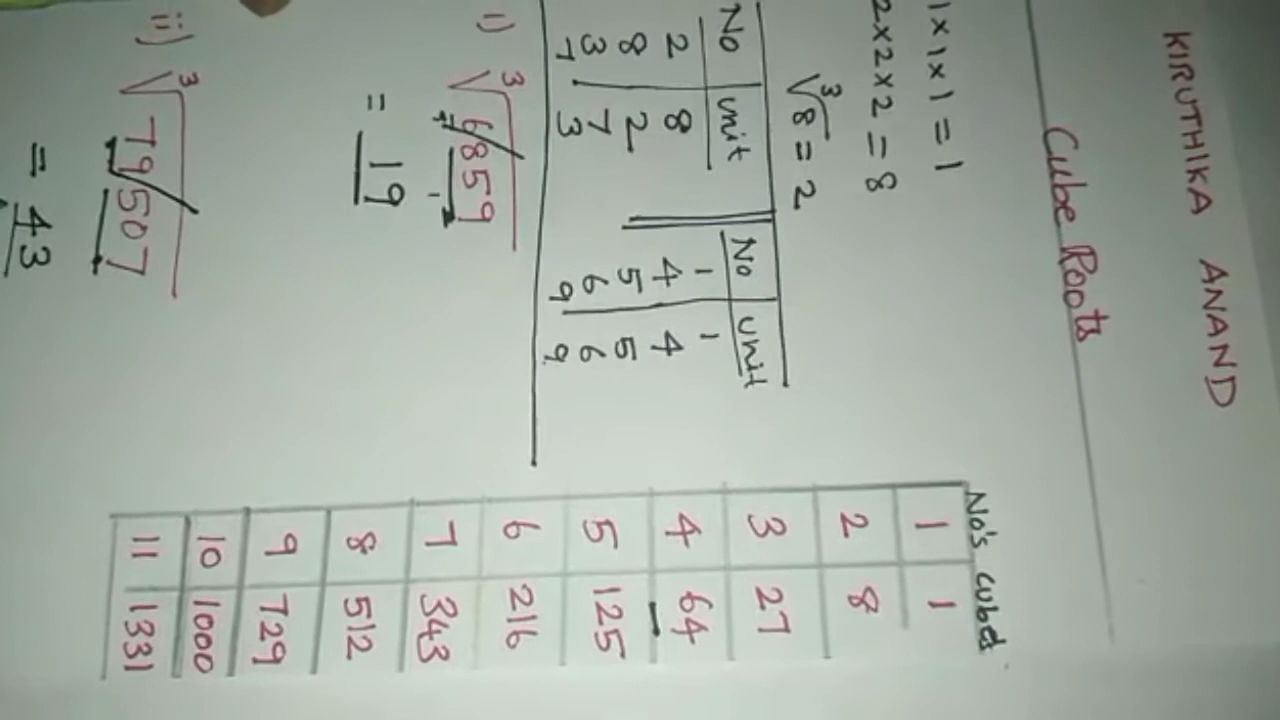 KIRUTHIKA ANAND
Cube Roots
1 x 1 x 1 = 1
2 x 2 x 2 = 8
∛8 = 2
No unit
2 8
8 2
3 7
7 3
No unit
1 1
4 4
5 5
6 6
9 9
i) ∛6859
= 19
ii) ∛79507
= 43
No's cubes
1 1
2 8
3 27
4 64
5 125
6 216
7 343
8 512
9 729
10 1000
11 1331